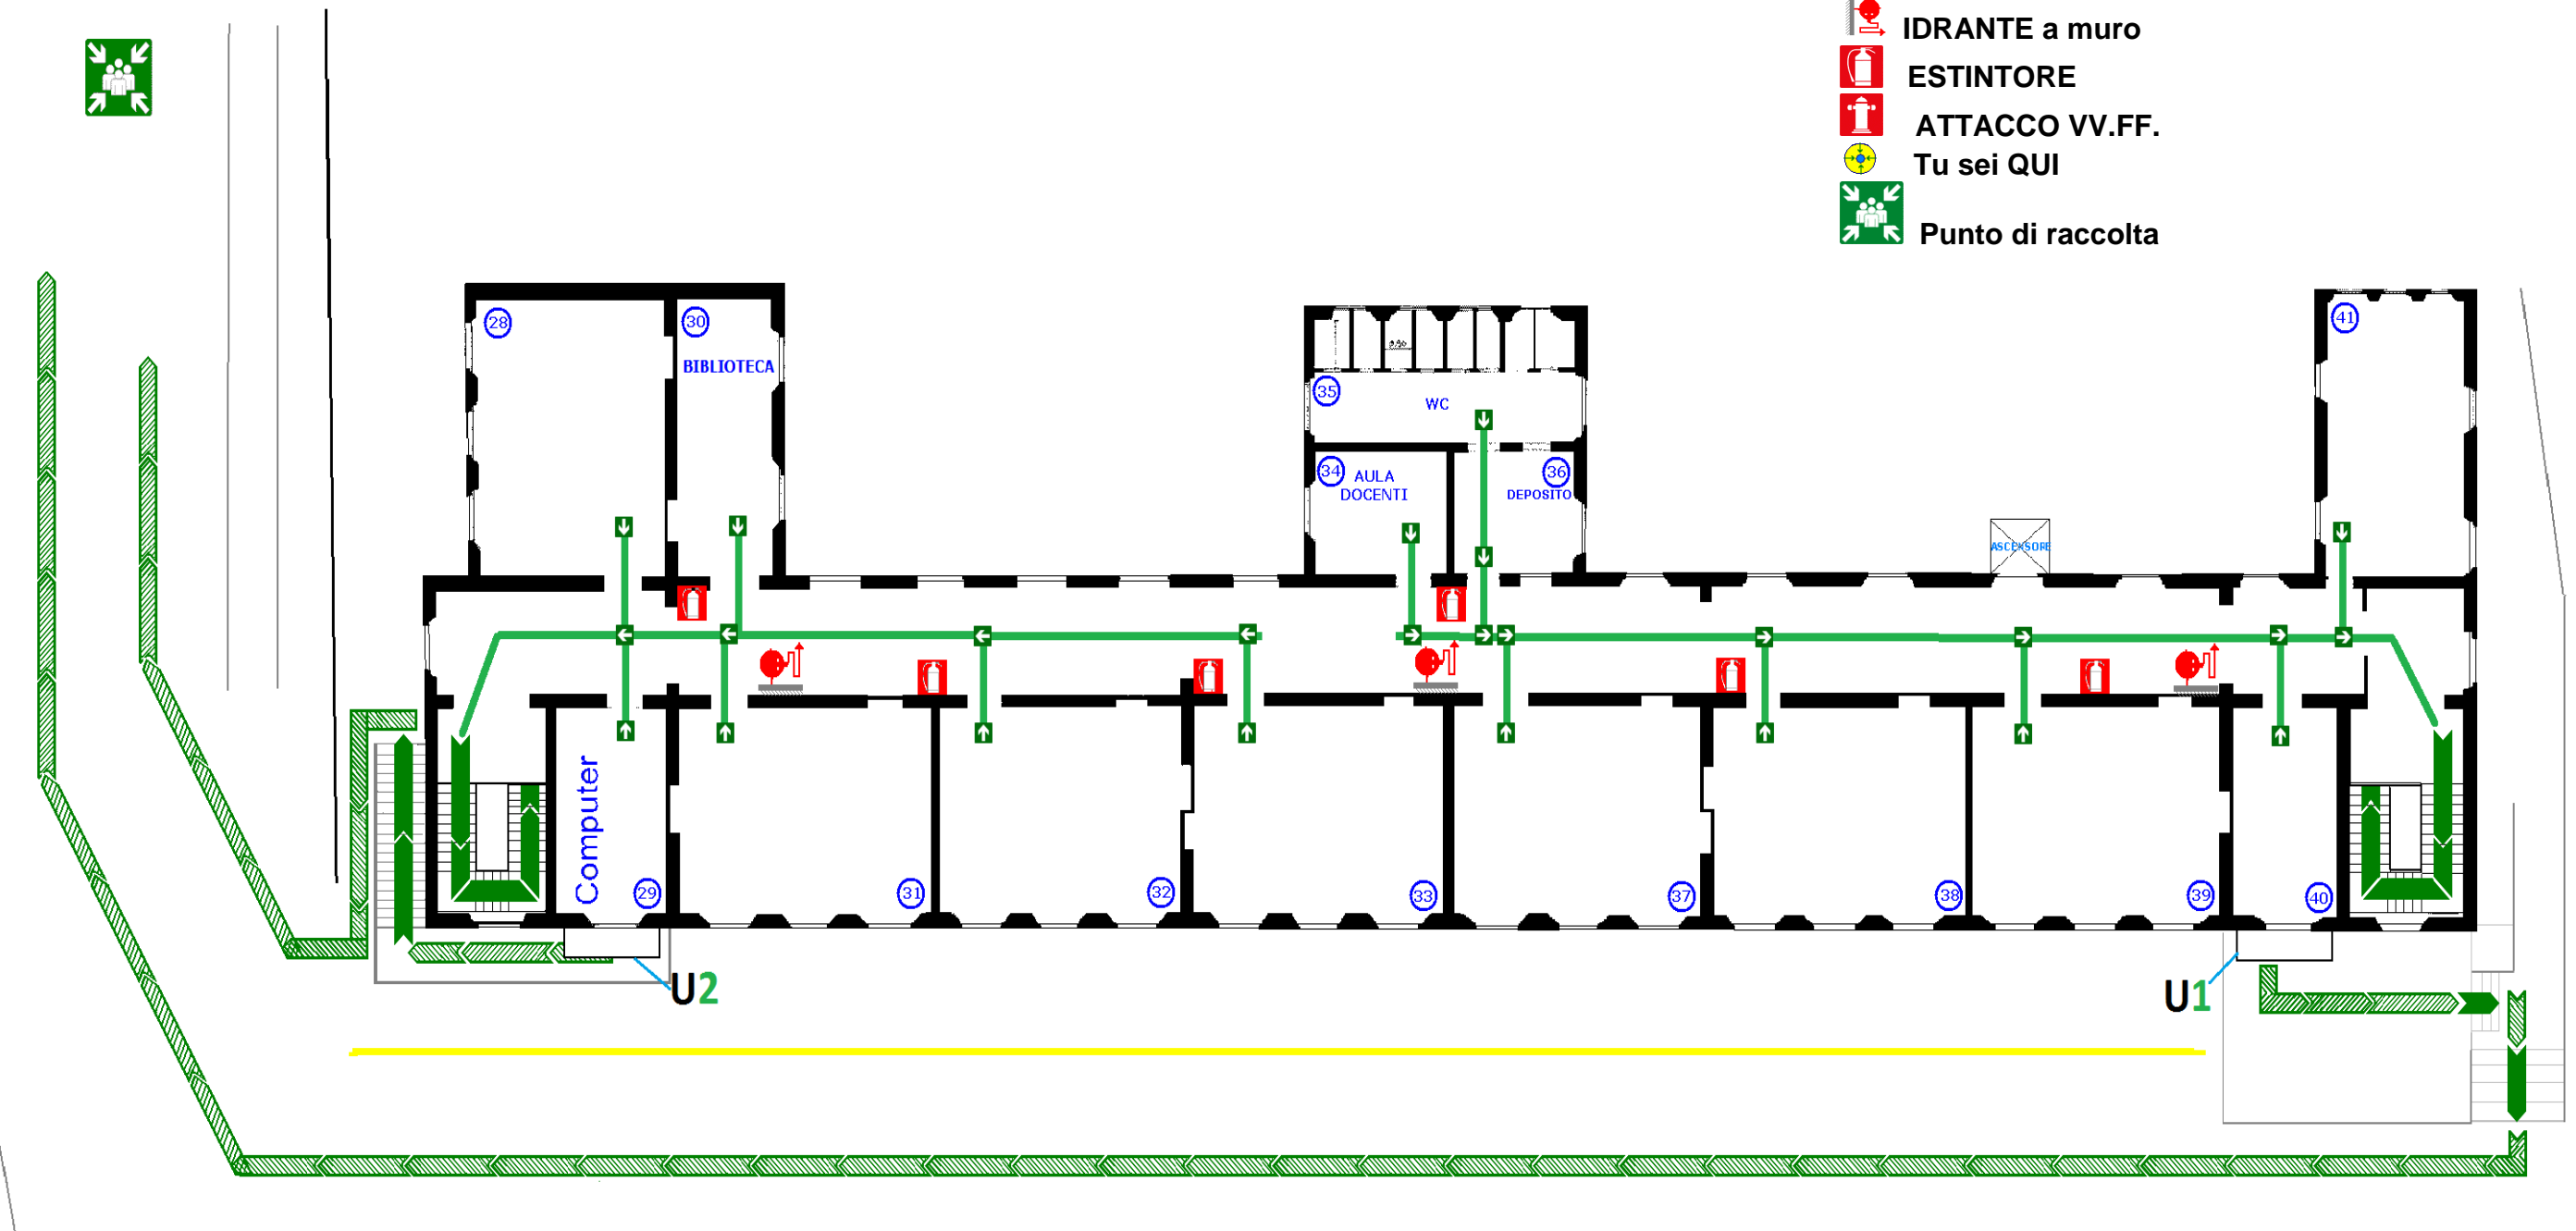 IDRANTE a muro
ESTINTORE
ATTACCO VV.FF.
Tu sei QUI
Punto di raccolta
28
30
BIBLIOTECA
41
35
WC
34
AULA
DOCENTI
36
DEPOSITO
ASCENSORE
Computer
29
31
32
33
37
38
39
40
U2
U1